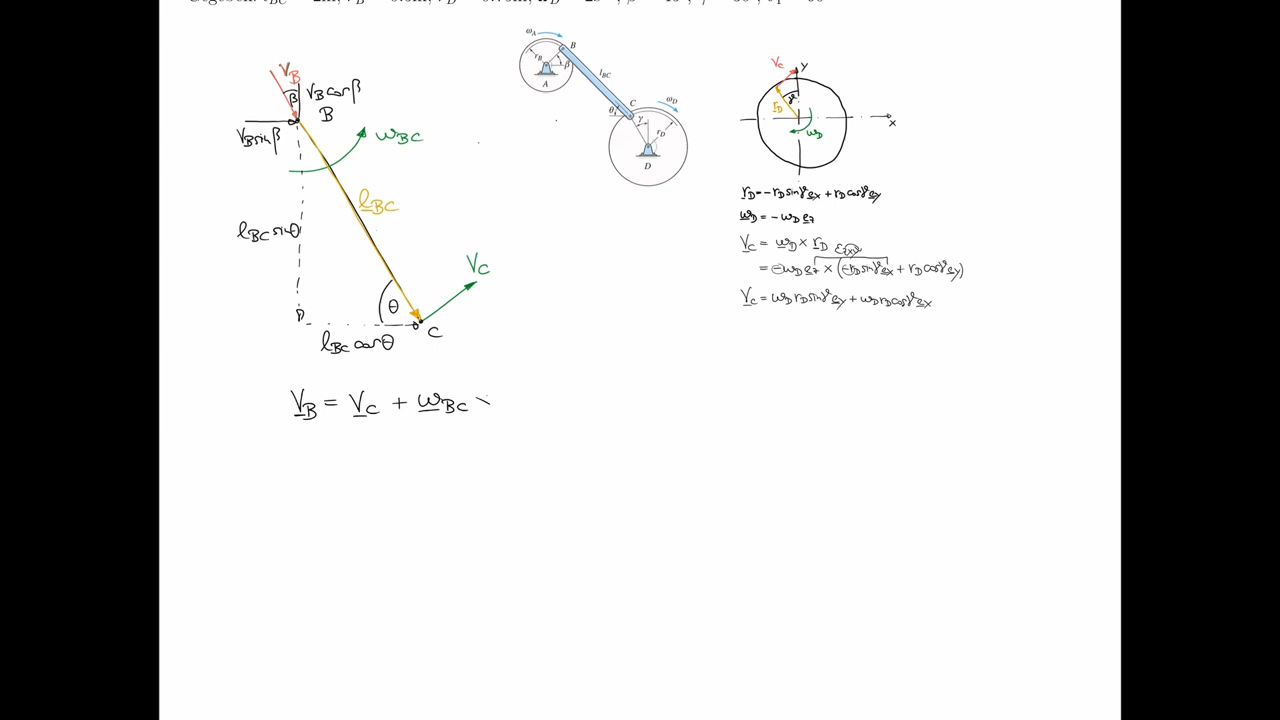 V_B
β
V_B cos β
B
V_B sin β
ω_BC
l_BC
l_BC sin θ
V_C
θ
C
l_BC cos θ
V_B = V_C + ω_BC ×
ω_A
B
r_B
β
A
l_BC
θ
C
ω_D
γ
r_D
D
V_C
y
r_D
γ
x
ω_D
r_D = -r_D sin γ e_x + r_D cos γ e_y
ω_D = -ω_D e_z
V_C = ω_D × r_D
= -ω_D e_z × (-r_D sin γ e_x + r_D cos γ e_y)
V_C = ω_D r_D sin γ e_y + ω_D r_D cos γ e_x